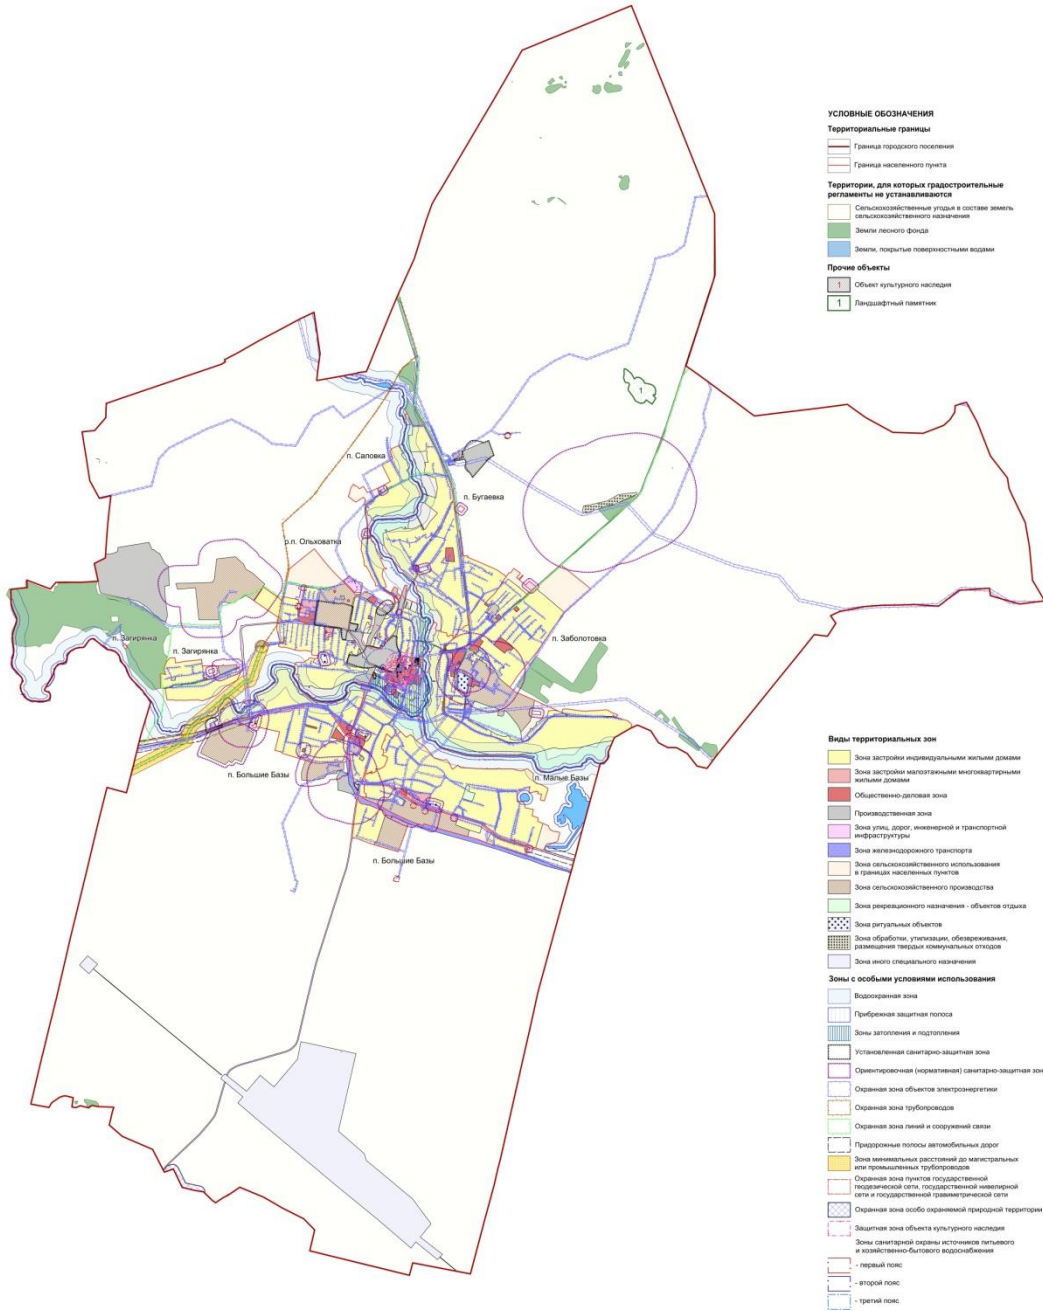 УСЛОВНЫЕ ОБОЗНАЧЕНИЯ
Территориальные границы
Граница городского поселения
Граница населенного пункта
Территории, для которых градостроительные
регламенты не устанавливаются
Сельскохозяйственные угодья в составе земель
сельскохозяйственного назначения
Земли лесного фонда
Земли, покрытые поверхностными водами
Прочие объекты
1 Объект культурного наследия
1 Ландшафтный памятник
1
п. Саповка
п. Бугаевка
р.п. Ольховатка
п. Заболотовка
п. Загирянка
п. Загирянка
п. Большие Базы
п. Малые Базы
п. Большие Базы
Виды территориальных зон
Зона застройки индивидуальными жилыми домами
Зона застройки малоэтажными многоквартирными
жилыми домами
Общественно-деловая зона
Производственная зона
Зона улиц, дорог, инженерной и транспортной
инфраструктуры
Зона железнодорожного транспорта
Зона сельскохозяйственного использования
в границах населенных пунктов
Зона сельскохозяйственного производства
Зона рекреационного назначения - объектов отдыха
Зона ритуальных объектов
Зона обработки, утилизации, обезвреживания,
размещения твердых коммунальных отходов
Зона иного специального назначения
Зоны с особыми условиями использования
Водоохранная зона
Прибрежная защитная полоса
Зоны затопления и подтопления
Установленная санитарно-защитная зона
Ориентировочная (нормативная) санитарно-защитная зон
Охранная зона объектов электроэнергетики
Охранная зона трубопроводов
Охранная зона линий и сооружений связи
Придорожные полосы автомобильных дорог
Зона минимальных расстояний до магистральных
или промышленных трубопроводов
Охранная зона пунктов государственной
геодезической сети, государственной нивелирной
сети и государственной гравиметрической сети
Охранная зона особо охраняемой природной территории
Защитная зона объекта культурного наследия
Зоны санитарной охраны источников питьевого
и хозяйственно-бытового водоснабжения
- первый пояс
- второй пояс
- третий пояс